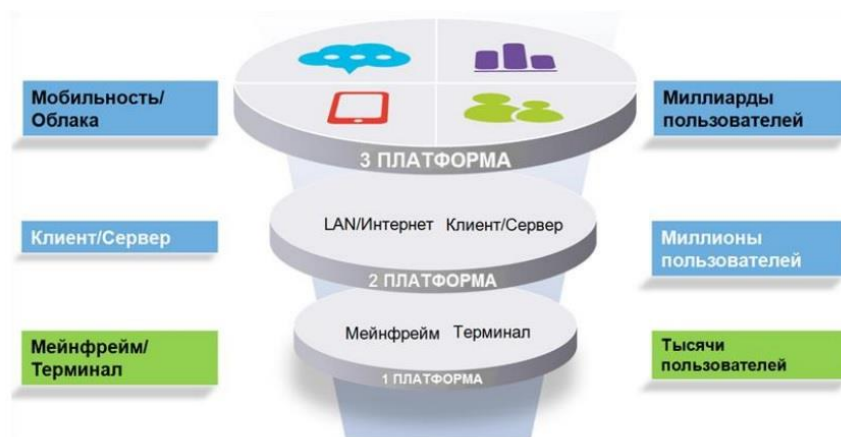 Мобильность/
Облака
Миллиарды
пользователей
3 ПЛАТФОРМА
Клиент/Сервер
LAN/Интернет Клиент/Сервер
Миллионы
пользователей
2 ПЛАТФОРМА
Мейнфрейм/
Терминал
Мейнфрейм Терминал
Тысячи
пользователей
1 ПЛАТФОРМА